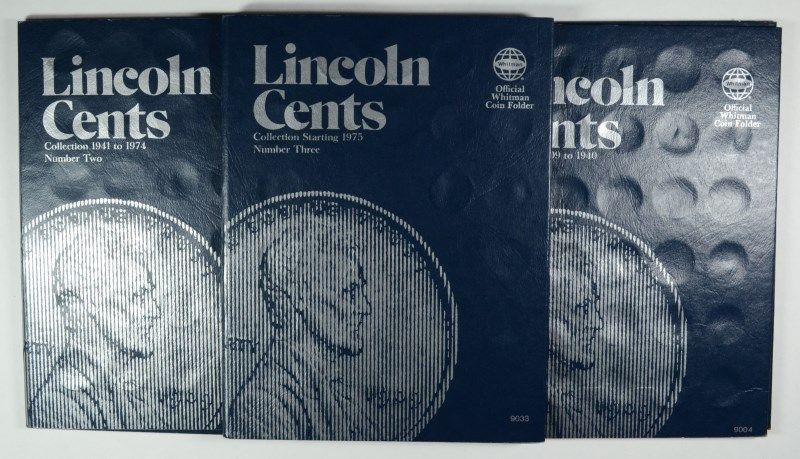 Lincoln
Cents
Collection 1941 to 1974
Number Two
Lincoln
Cents
Collection Starting 1975
Number Three
Whitman
Official
Whitman
Coin Folder
9033
ncoln
nts
09 to 1940
Whitman
Official
Whitman
Coin Folder
9004